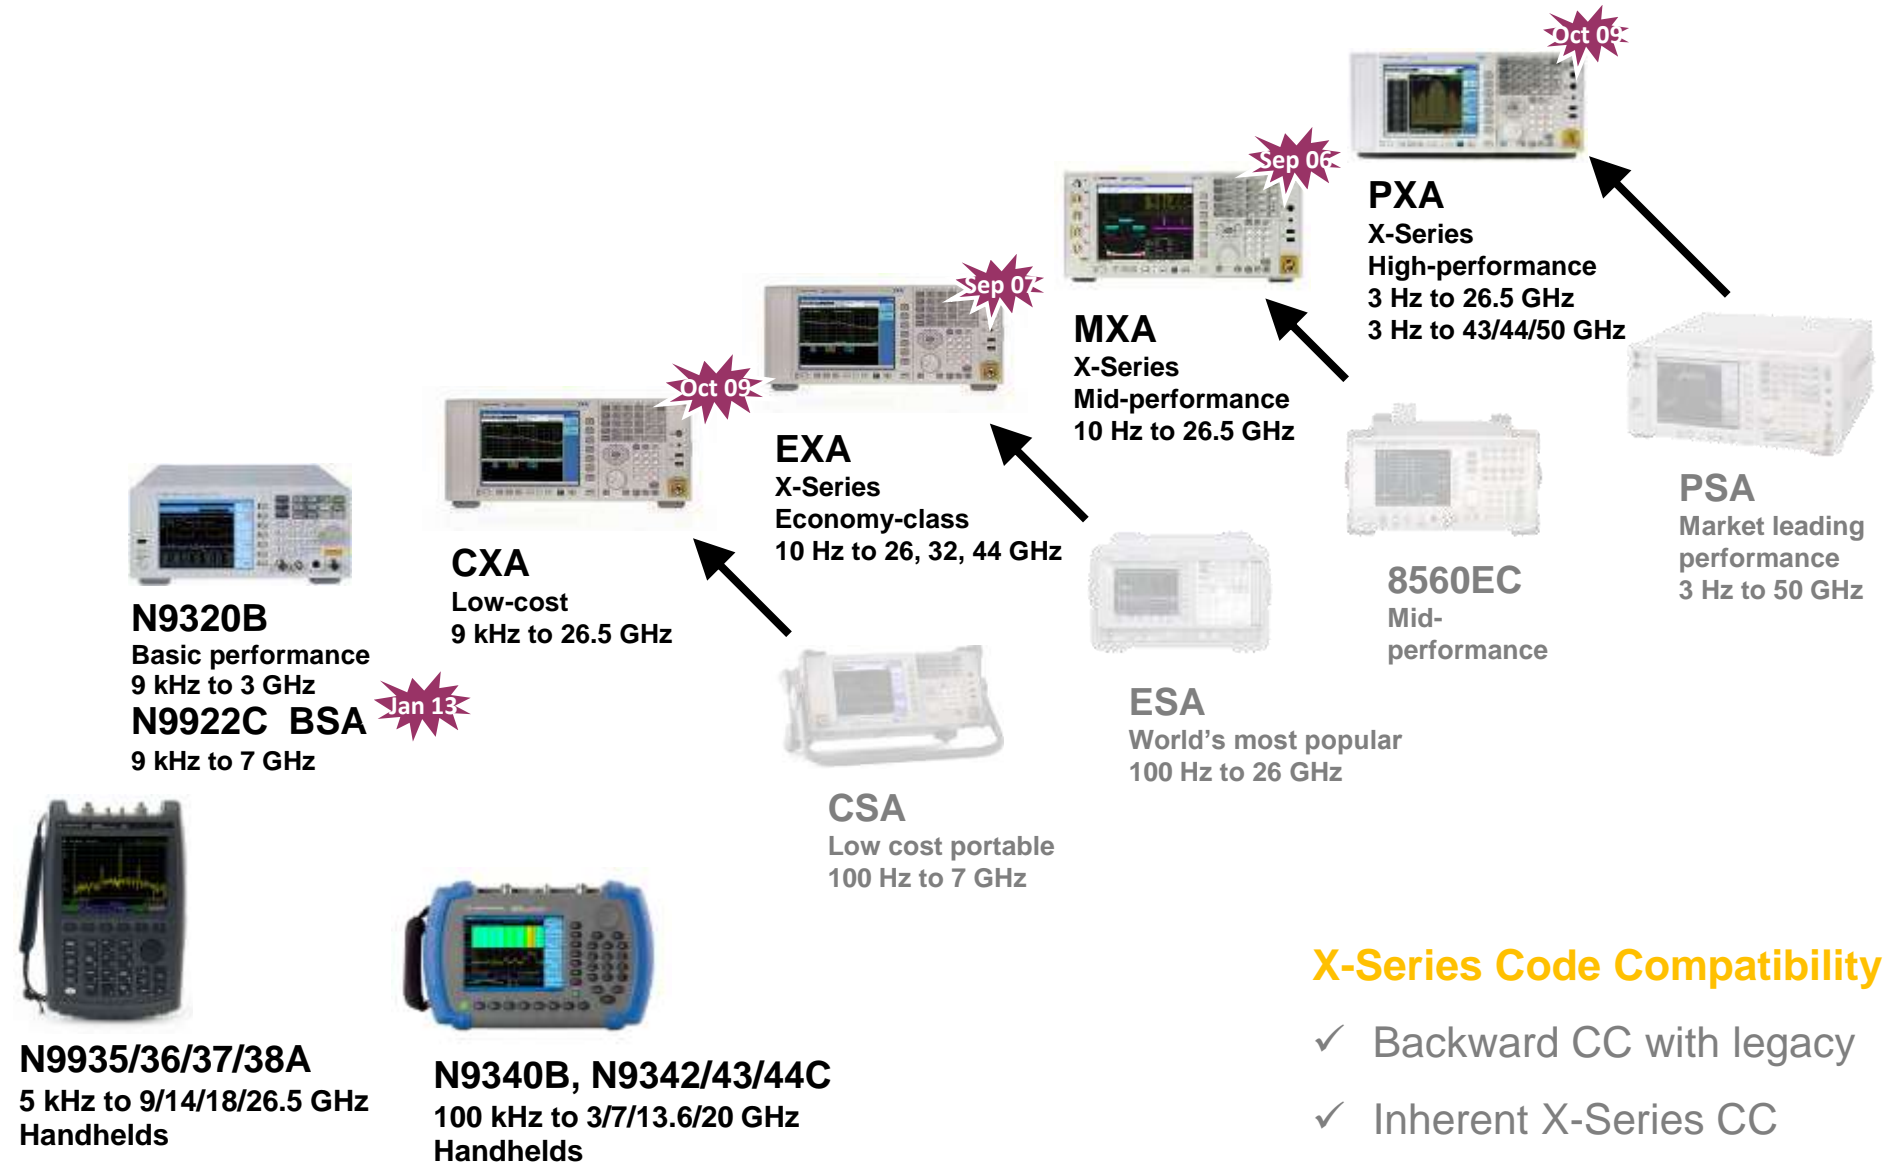 Oct 09
PXA
X-Series
High-performance
3 Hz to 26.5 GHz
3 Hz to 43/44/50 GHz
Sep 06
MXA
X-Series
Mid-performance
10 Hz to 26.5 GHz
Sep 07
EXA
X-Series
Economy-class
10 Hz to 26, 32, 44 GHz
Oct 09
CXA
Low-cost
9 kHz to 26.5 GHz
N9320B
Basic performance
9 kHz to 3 GHz
N9922C BSA
9 kHz to 7 GHz
Jan 13
PSA
Market leading
performance
3 Hz to 50 GHz
8560EC
Mid-
performance
ESA
World’s most popular
100 Hz to 26 GHz
CSA
Low cost portable
100 Hz to 7 GHz
N9935/36/37/38A
5 kHz to 9/14/18/26.5 GHz
Handhelds
N9340B, N9342/43/44C
100 kHz to 3/7/13.6/20 GHz
Handhelds
X-Series Code Compatibility
✓ Backward CC with legacy
✓ Inherent X-Series CC